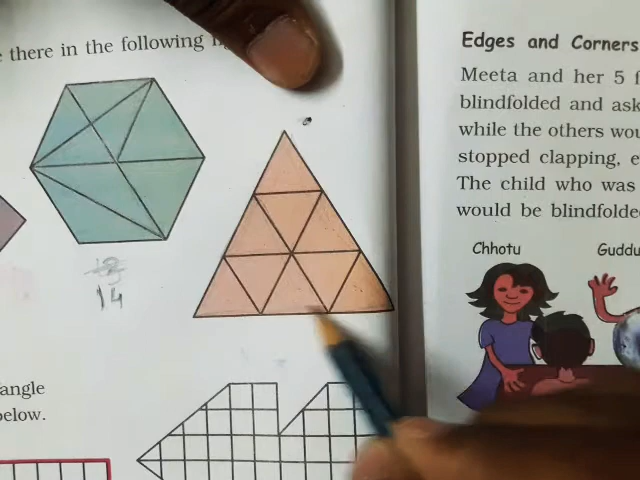 e there in the following
14
angle
below.
Edges and Corners
Meeta and her 5
blindfolded and ask
while the others wou
stopped clapping, e
The child who was
would be blindfolde
Chhotu
Guddu